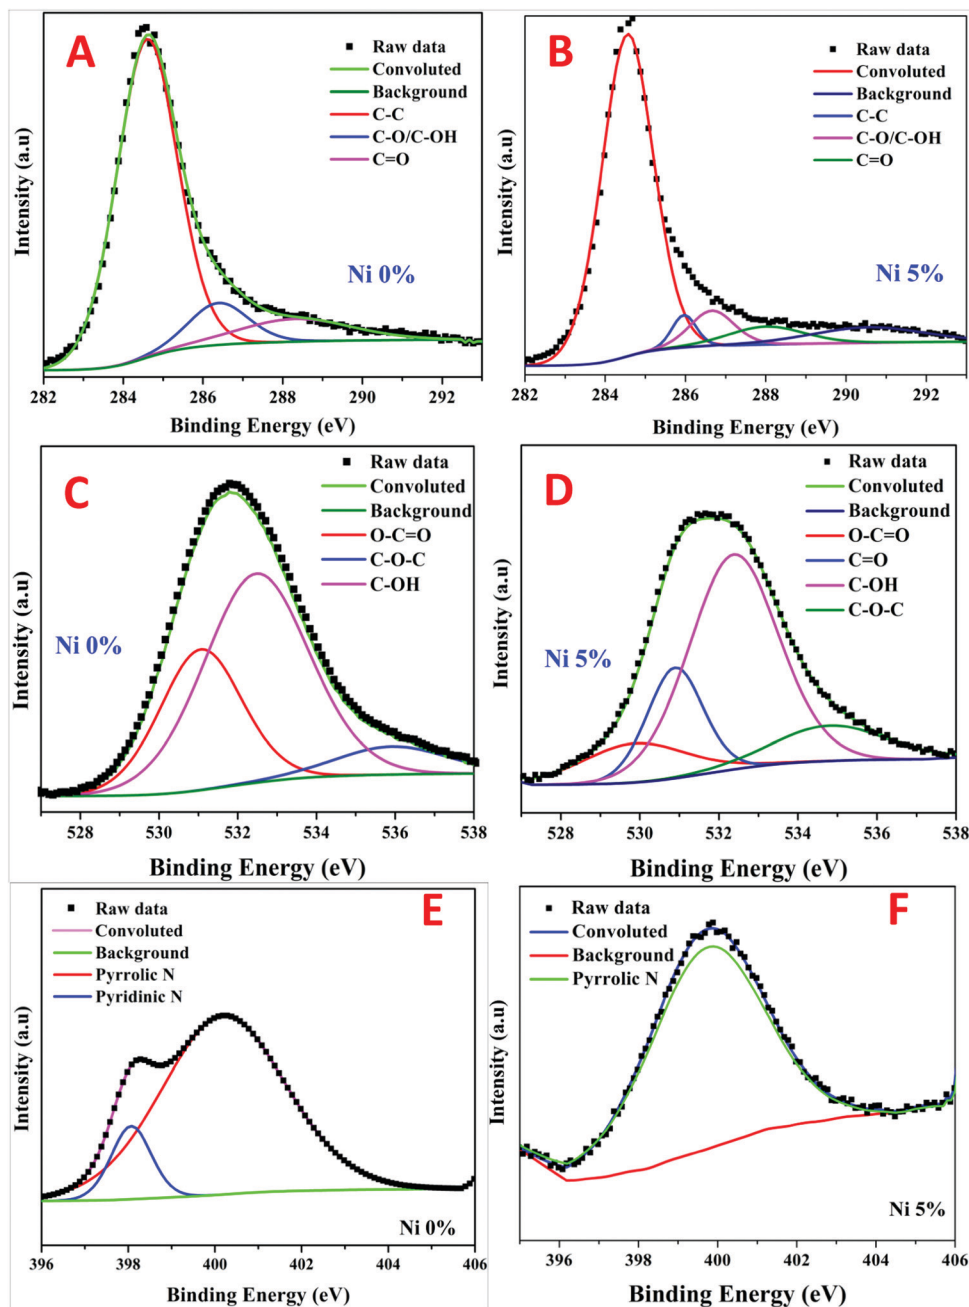 A
Raw data
Convoluted
Background
C-C
C-O/C-OH
C=O
Ni 0%
Intensity (a.u)
282 284 286 288 290 292
Binding Energy (eV)
B
Raw data
Convoluted
Background
C-C
C-O/C-OH
C=O
Ni 5%
Intensity (a.u)
282 284 286 288 290 292
Binding Energy (eV)
C
Raw data
Convoluted
Background
O-C=O
C-O-C
C-OH
Ni 0%
Intensity (a.u)
528 530 532 534 536 538
Binding Energy (eV)
D
Raw data
Convoluted
Background
O-C=O
C=O
C-OH
C-O-C
Ni 5%
Intensity (a.u)
528 530 532 534 536 538
Binding Energy (eV)
E
Raw data
Convoluted
Background
Pyrrolic N
Pyridinic N
Ni 0%
Intensity (a.u)
396 398 400 402 404 406
Binding Energy (eV)
F
Raw data
Convoluted
Background
Pyrrolic N
Ni 5%
Intensity (a.u)
396 398 400 402 404 406
Binding Energy (eV)